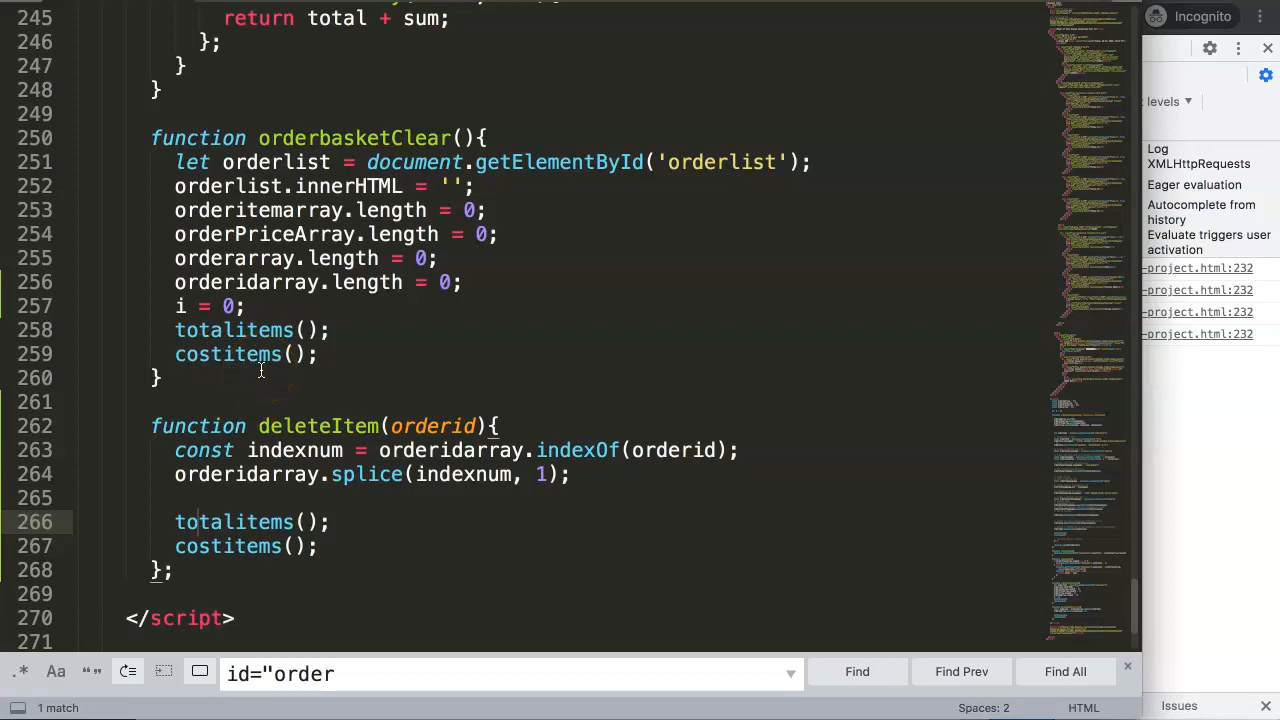 245 return total + sum;
246 };
247 }
248 }
249
250 function orderbasketClear(){
251 let orderlist = document.getElementById('orderlist');
252 orderlist.innerHTML = '';
253 orderitemarray.length = 0;
254 orderPriceArray.length = 0;
255 orderarray.length = 0;
256 orderidarray.length = 0;
257 i = 0;
258 totalitems();
259 costitems();
260 }
261
262 function deleteItem(orderid){
263 const indexnum = orderidarray.indexOf(orderid);
264 orderidarray.splice(indexnum, 1);
265
266 totalitems();
267 costitems();
268 };
269
270 </script>
271
Incognito
levels
Log
XMLHttpRequests
Eager evaluation
Autocomplete from
history
activation
-project.html:232
-project.html:232
-project.html:232
-project.html:232
.* Aa
id="order
Find
Find Prev
Find All
1 match
Spaces: 2
HTML
Issues